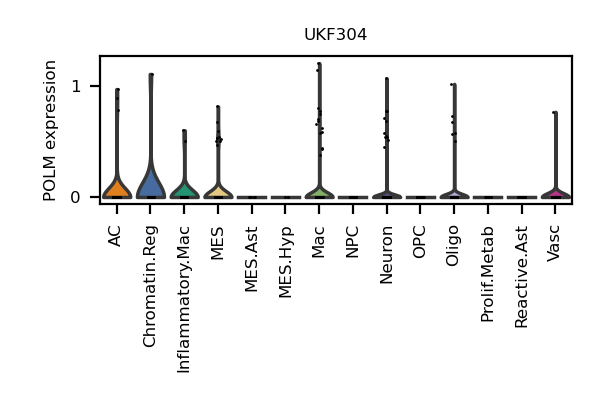 UKF304
POLM expression
1
0
AC
Chromatin.Reg
Inflammatory.Mac
MES
MES.Ast
MES.Hyp
Mac
NPC
Neuron
OPC
Oligo
Prolif.Metab
Reactive.Ast
Vasc